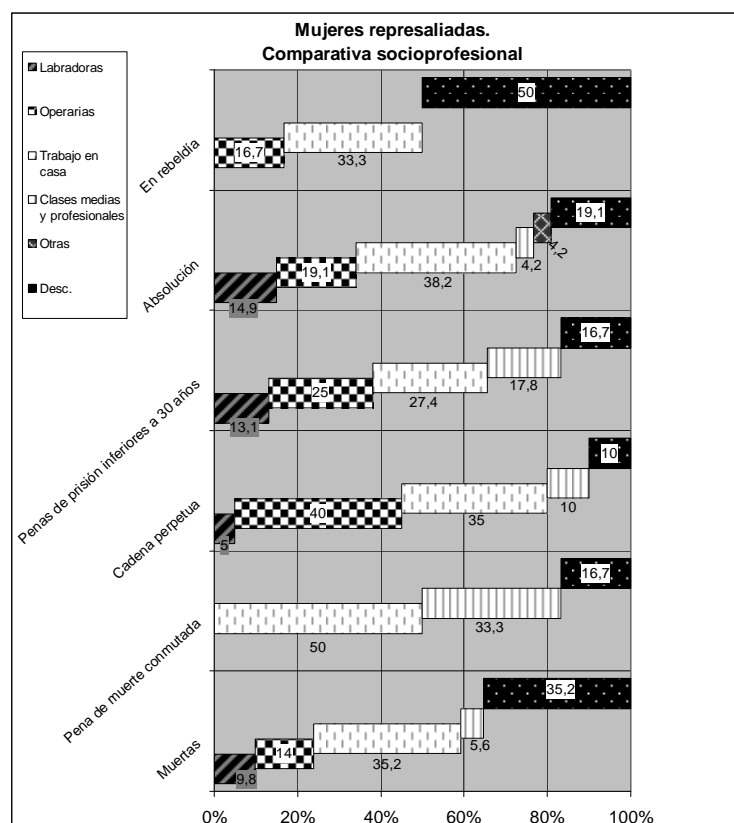 Mujeres represaliadas.
Comparativa socioprofesional
Labradoras
Operarias
Trabajo en
casa
Clases medias
y profesionales
Otras
Desc.
En rebeldía
50
16,7
33,3
Absolución
19,1
4,2
4,2
38,2
19,1
14,9
Penas de prisión inferiores a 30 años
16,7
17,8
27,4
25
13,1
Cadena perpetua
10
10
35
40
5
Pena de muerte conmutada
16,7
33,3
50
Muertas
35,2
5,6
35,2
14
9,8
0% 20% 40% 60% 80% 100%